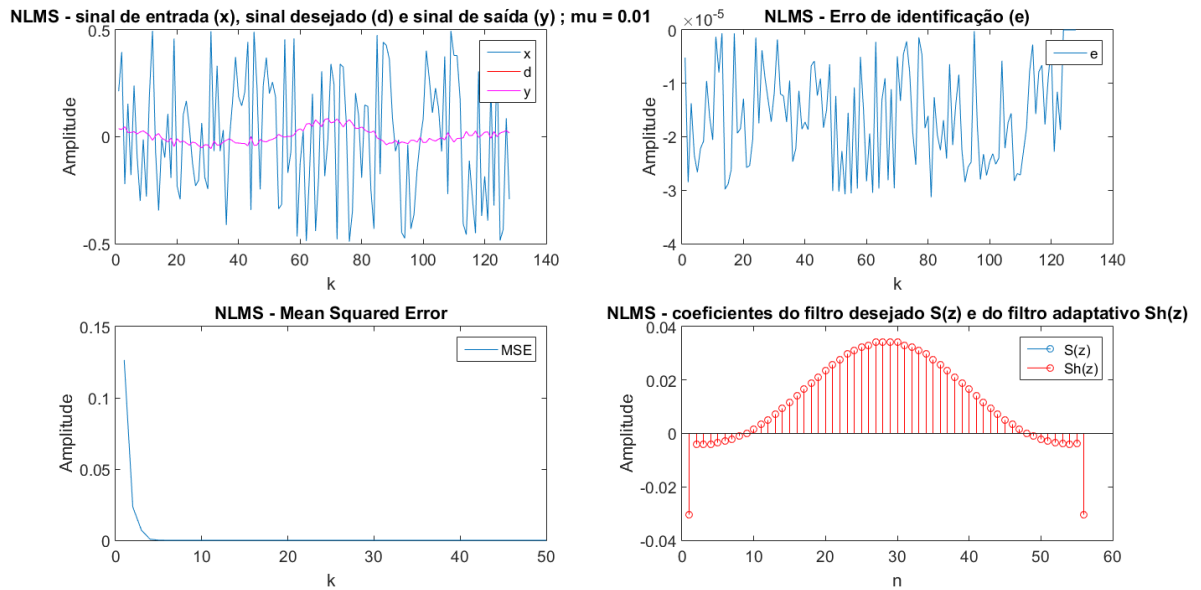 NLMS - sinal de entrada (x), sinal desejado (d) e sinal de saída (y) ; mu = 0.01
0.5
0
-0.5
Amplitude
0 20 40 60 80 100 120 140
k
x
d
y
×10-5
NLMS - Erro de identificação (e)
0
-1
-2
-3
-4
Amplitude
0 20 40 60 80 100 120 140
k
e
NLMS - Mean Squared Error
0.15
0.1
0.05
0
Amplitude
0 10 20 30 40 50
k
MSE
NLMS - coeficientes do filtro desejado S(z) e do filtro adaptativo Sh(z)
0.04
0.02
0
-0.02
-0.04
Amplitude
0 10 20 30 40 50 60
n
S(z)
Sh(z)